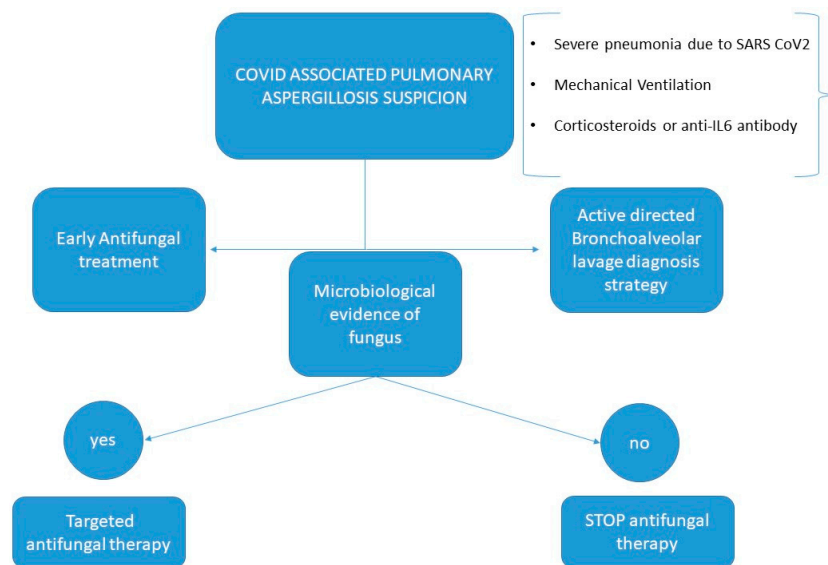 COVID ASSOCIATED PULMONARY
ASPERGILLOSIS SUSPICION
• Severe pneumonia due to SARS CoV2
• Mechanical Ventilation
• Corticosteroids or anti-IL6 antibody
Early Antifungal
treatment
Active directed
Bronchoalveolar
lavage diagnosis
strategy
Microbiological
evidence of
fungus
yes
no
Targeted
antifungal therapy
STOP antifungal
therapy